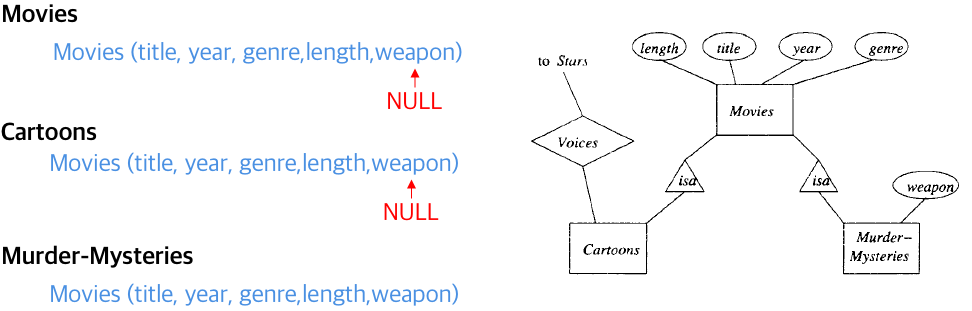 Movies
Movies (title, year, genre,length,weapon)
NULL
Cartoons
Movies (title, year, genre,length,weapon)
NULL
Murder-Mysteries
Movies (title, year, genre,length,weapon)
length
title
year
genre
to Stars
Movies
Voices
isa
isa
weapon
Cartoons
Murder-
Mysteries